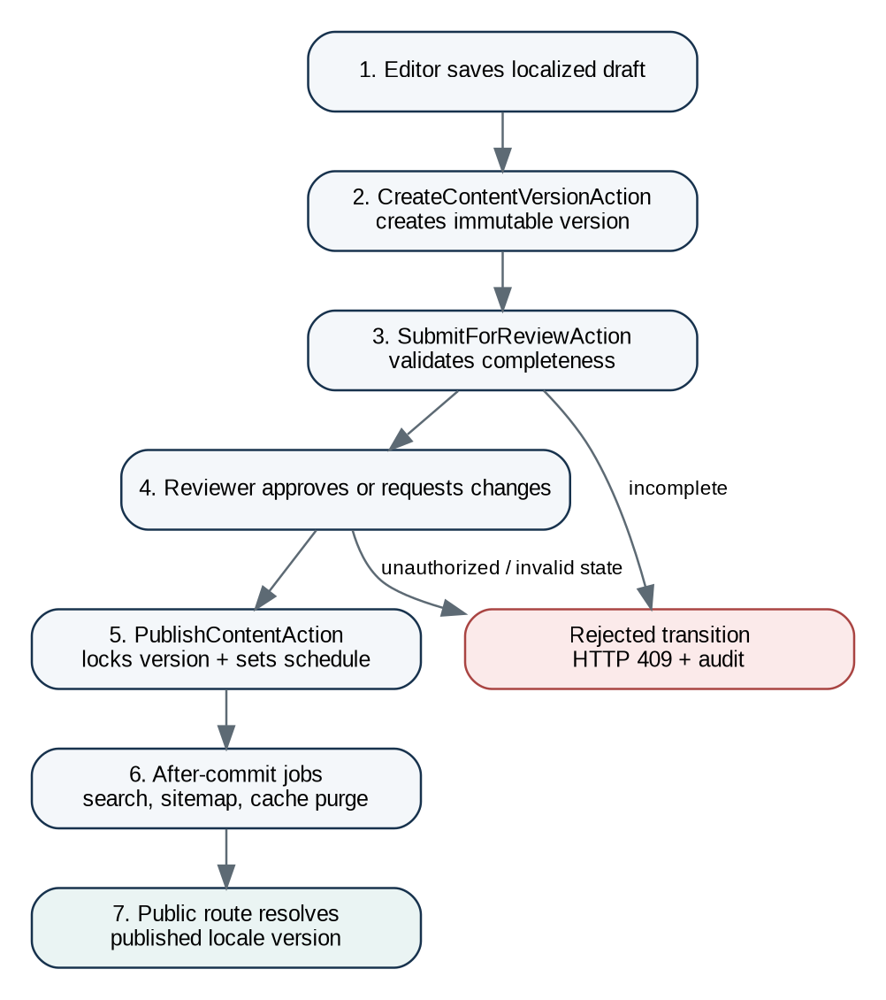 1. Editor saves localized draft
2. CreateContentVersionAction
creates immutable version
3. SubmitForReviewAction
validates completeness
4. Reviewer approves or requests changes
incomplete
unauthorized / invalid state
5. PublishContentAction
locks version + sets schedule
Rejected transition
HTTP 409 + audit
6. After-commit jobs
search, sitemap, cache purge
7. Public route resolves
published locale version